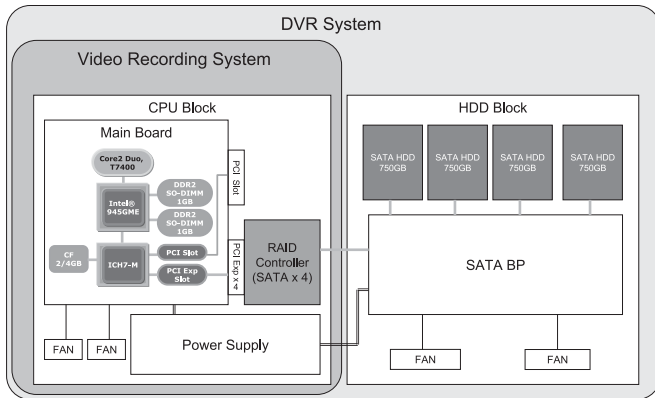 DVR System
Video Recording System
CPU Block
Main Board
Core2 Duo,
T7400
Intel®
945GME
DDR2
SO-DIMM
1GB
DDR2
SO-DIMM
1GB
CF
2/4GB
ICH7-M
PCI Slot
PCI Exp
Slot
PCI Slot
PCI Exp x 4
RAID
Controller
(SATA x 4)
FAN
FAN
Power Supply
HDD Block
SATA HDD
750GB
SATA HDD
750GB
SATA HDD
750GB
SATA HDD
750GB
SATA BP
FAN
FAN